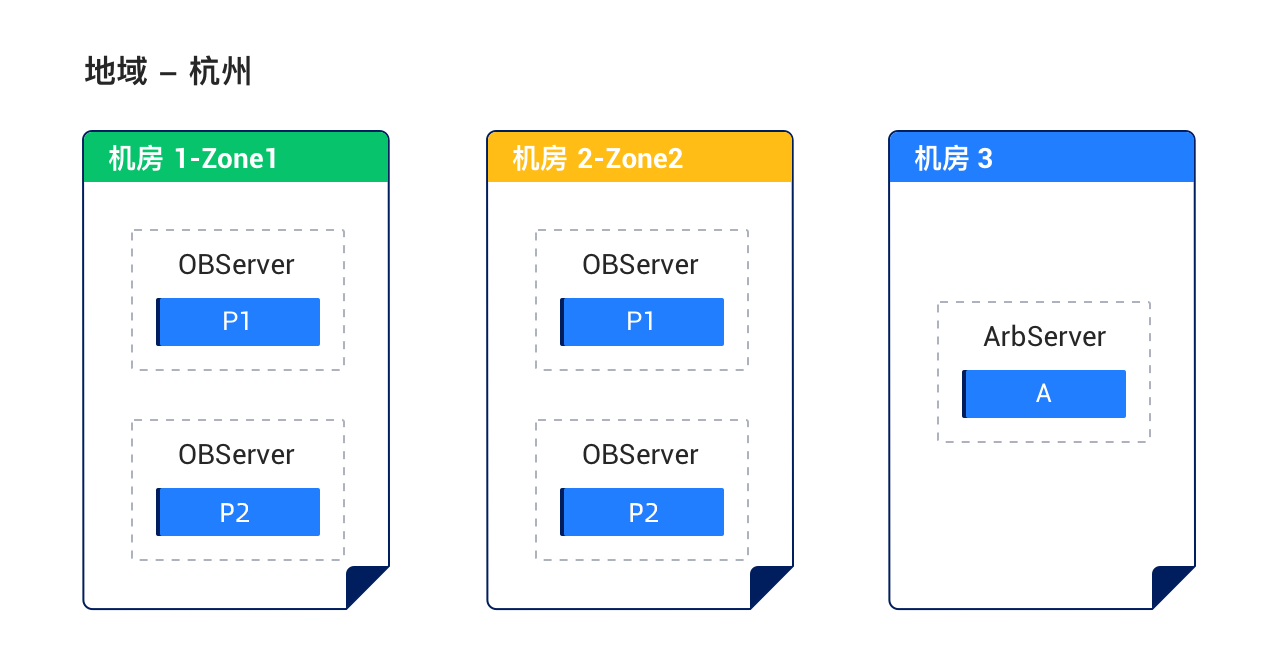 地域 – 杭州
机房 1-Zone1
OBServer
P1
OBServer
P2
机房 2-Zone2
OBServer
P1
OBServer
P2
机房 3
ArbServer
A